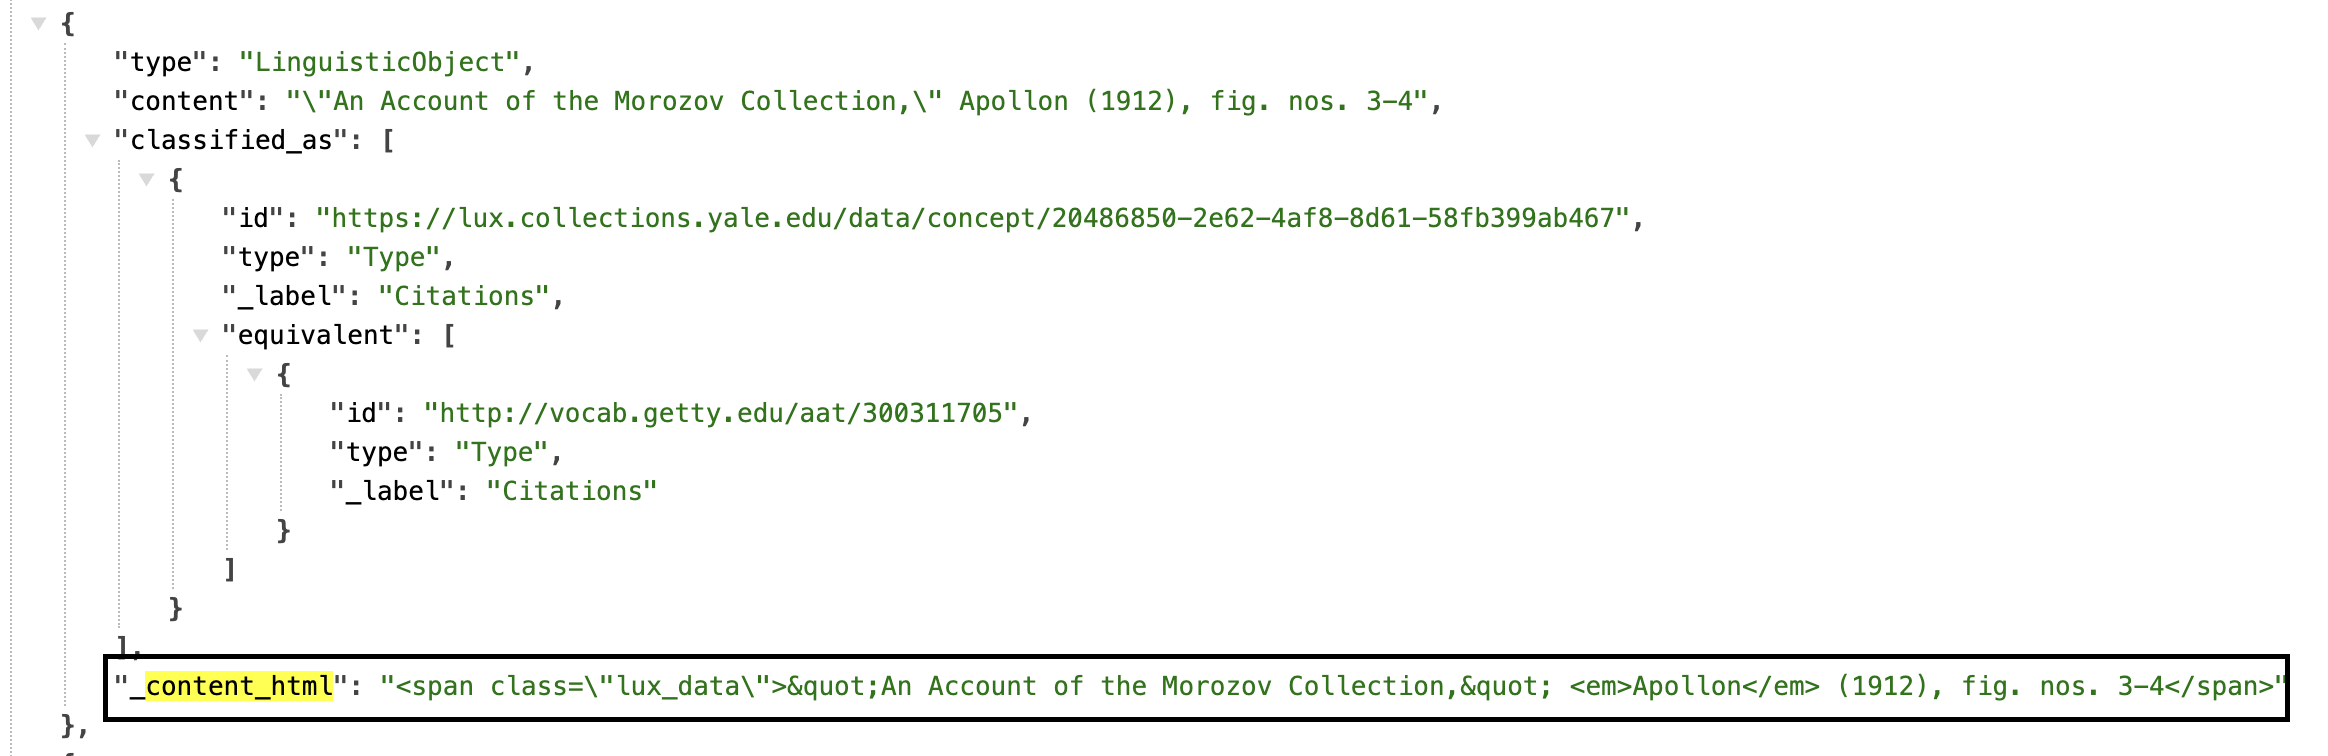 {
"type": "LinguisticObject",
"content": "\"An Account of the Morozov Collection,\" Apollon (1912), fig. nos. 3-4",
"classified_as": [
{
"id": "https://lux.collections.yale.edu/data/concept/20486850-2e62-4af8-8d61-58fb399ab467",
"type": "Type",
"_label": "Citations",
"equivalent": [
{
"id": "http://vocab.getty.edu/aat/300311705",
"type": "Type",
"_label": "Citations"
}
]
}
],
"_content_html": "<span class=\"lux_data\">&quot;An Account of the Morozov Collection,&quot; <em>Apollon</em> (1912), fig. nos. 3-4</span>"
},